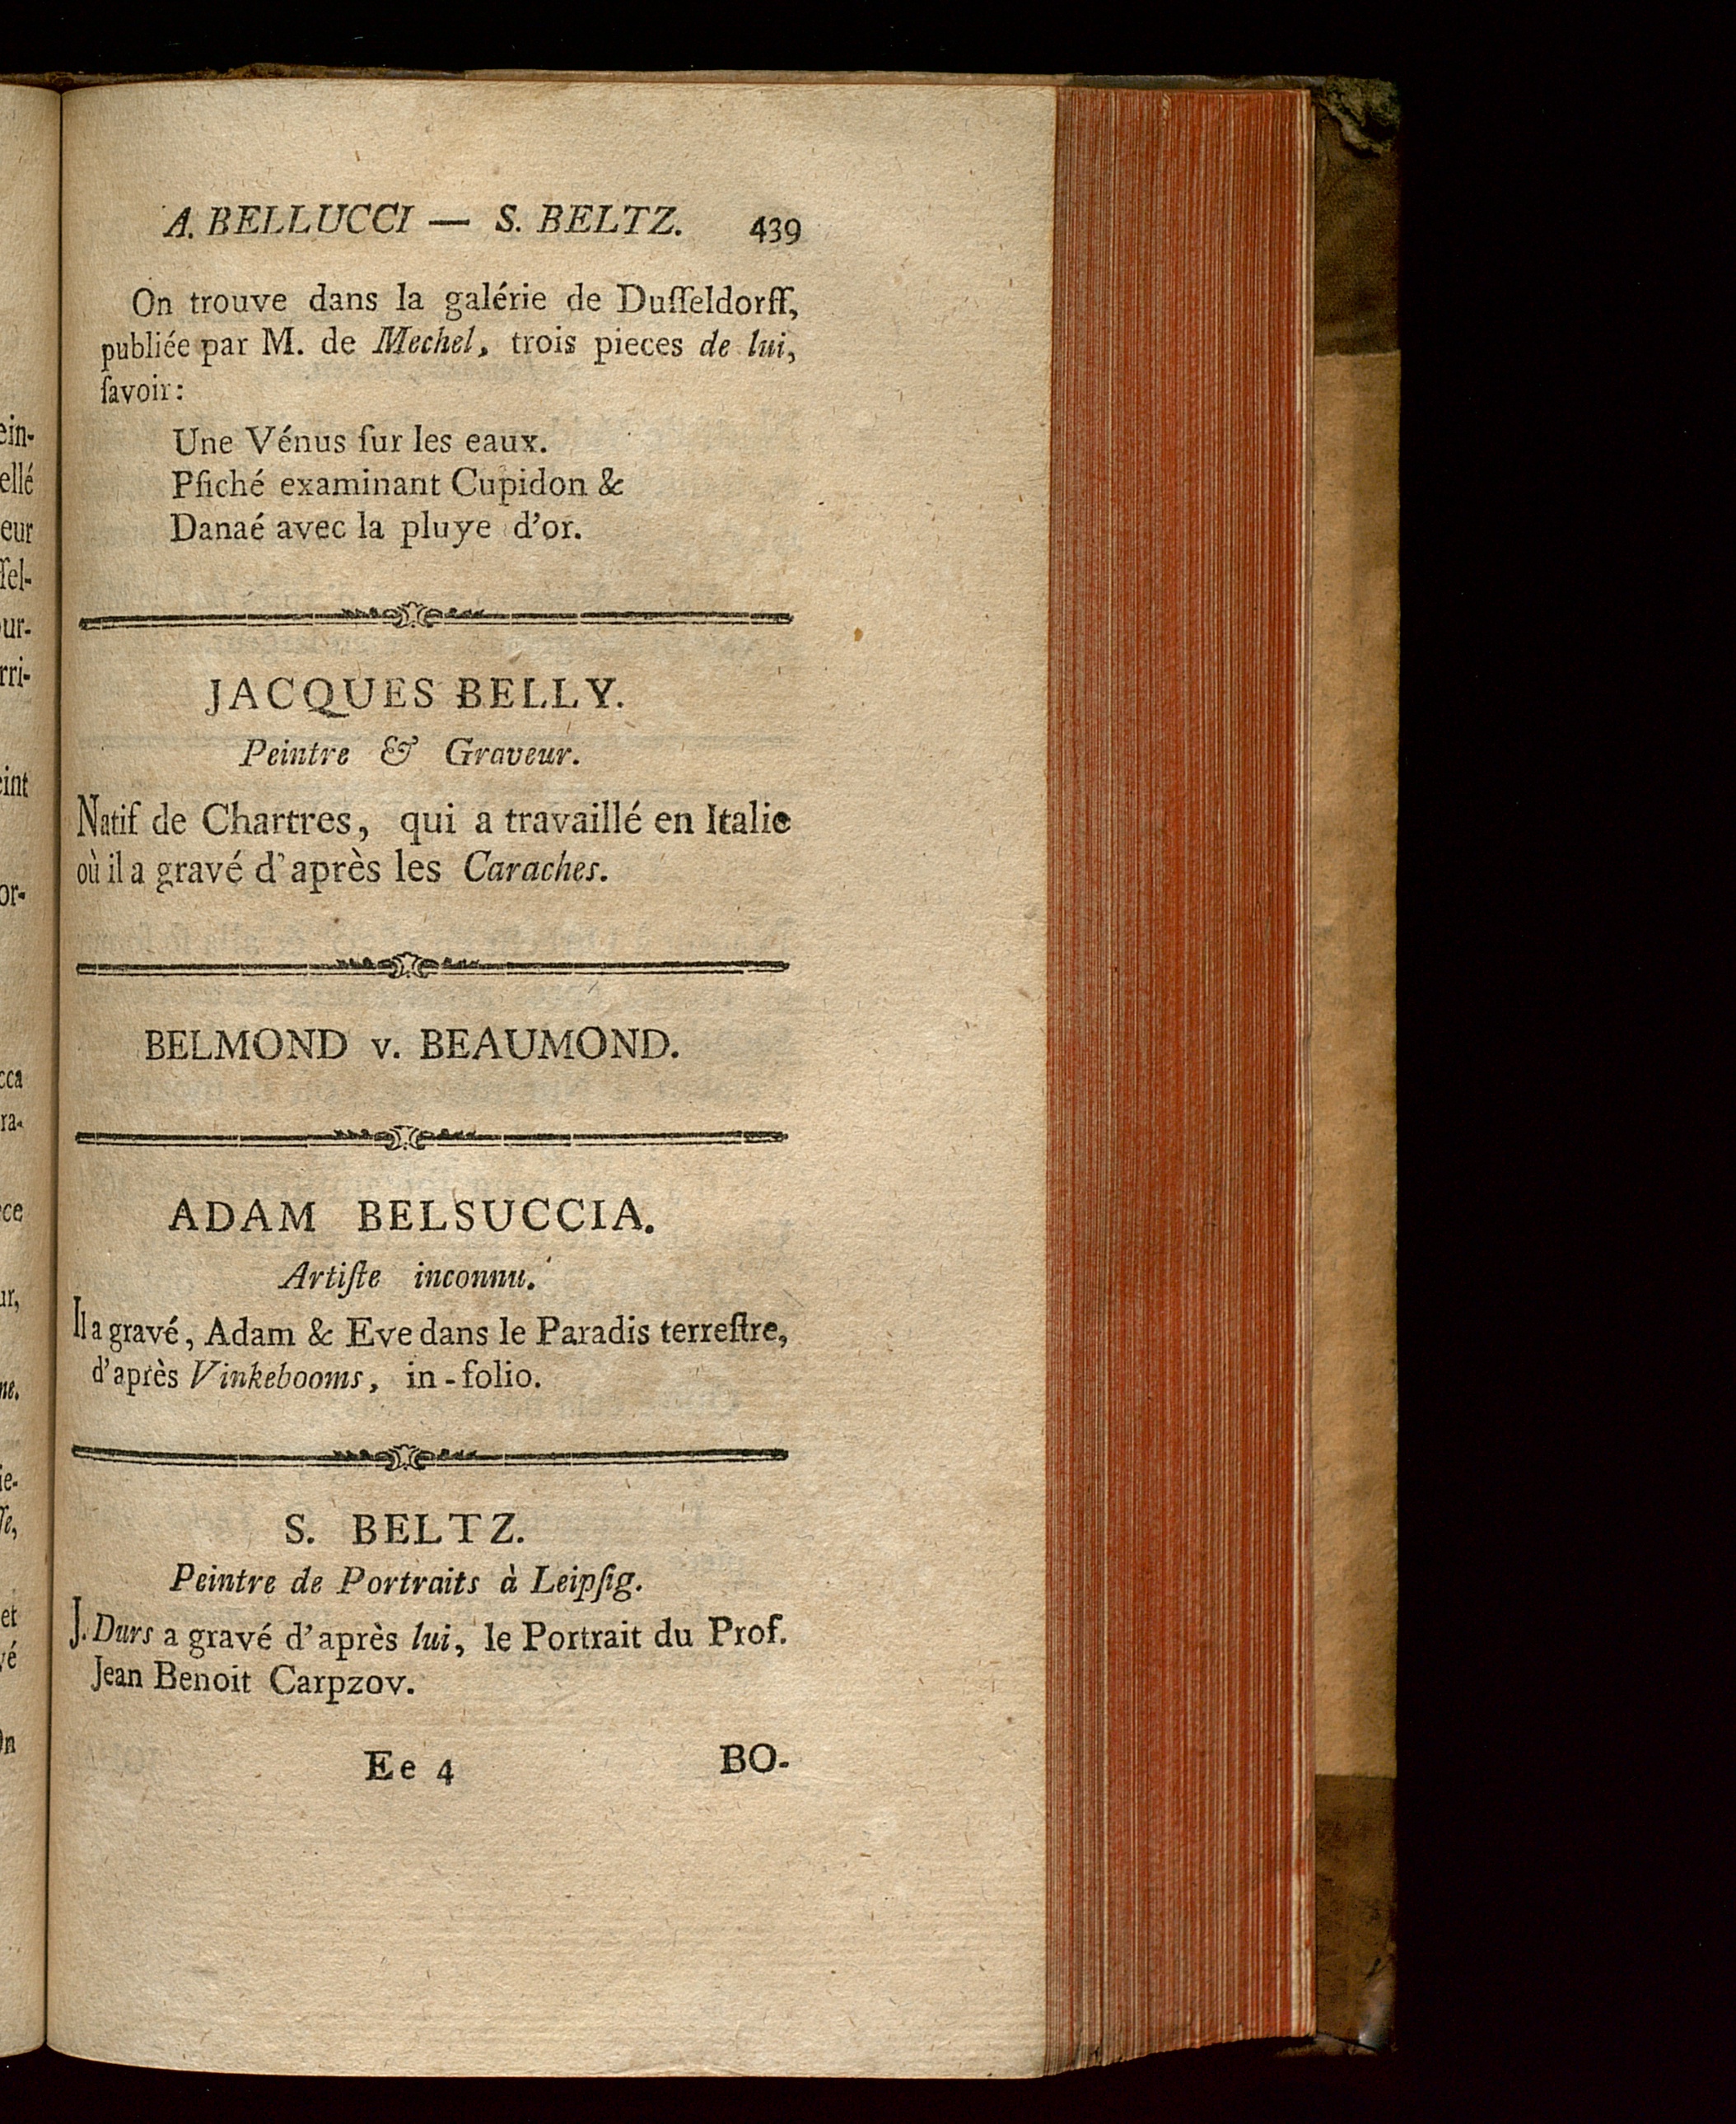 A. BELLUCCI — S. BELTZ. 439
On trouve dans la galérie de Duſſeldorff,
publiée par M. de Mechel, trois pieces de lui,
ſavoir:
Une Vénus ſur les eaux.
Pſiché examinant Cupidon &
Danaé avec la pluye d'or.
JACQUES BELLY.
Peintre & Graveur.
Natif de Chartres, qui a travaillé en Italie
où il a gravé d'après les Caraches.
BELMOND v. BEAUMOND.
ADAM BELSUCCIA.
Artiſte inconnu.
Il a gravé, Adam & Eve dans le Paradis terreſtre,
d'après Vinkebooms, in-folio.
S. BELTZ.
Peintre de Portraits à Leipſig.
J. Durs a gravé d'après lui, le Portrait du Prof.
Jean Benoit Carpzov.
Ee 4 BO-